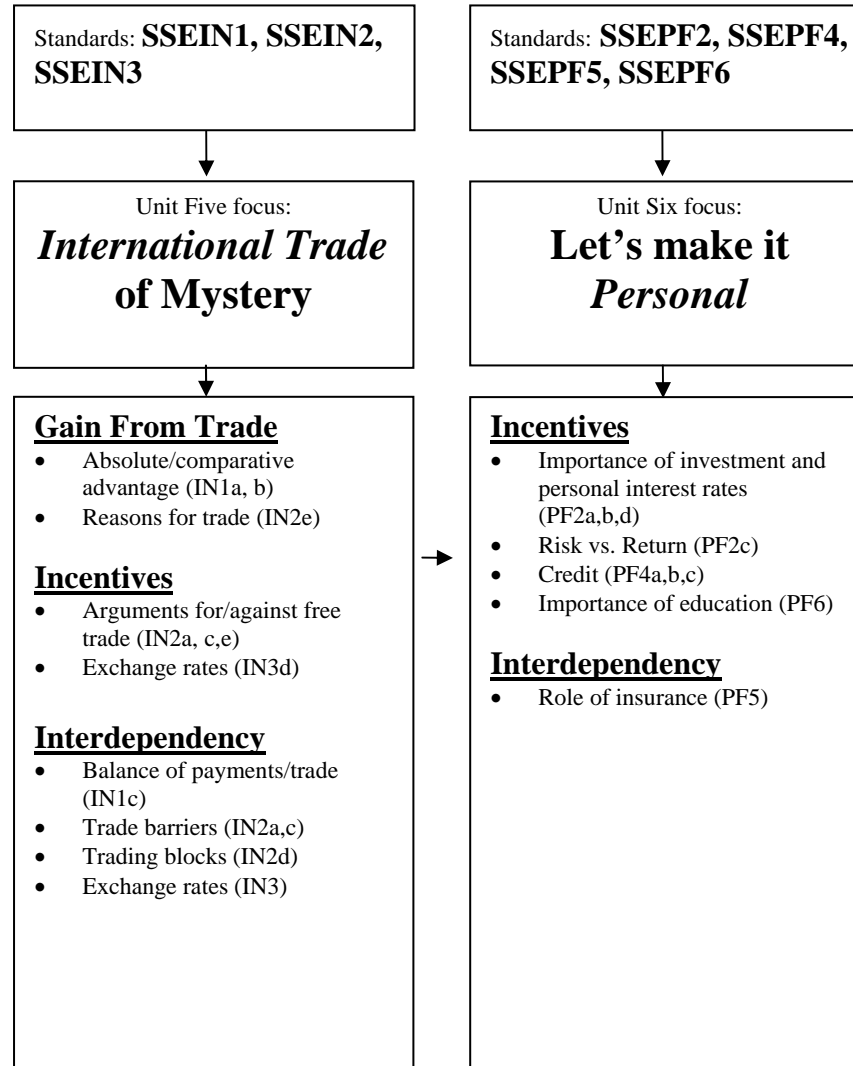 Standards: SSEIN1, SSEIN2,
SSEIN3
Unit Five focus:
International Trade
of Mystery
Gain From Trade
• Absolute/comparative
advantage (IN1a, b)
• Reasons for trade (IN2e)
Incentives
• Arguments for/against free
trade (IN2a, c,e)
• Exchange rates (IN3d)
Interdependency
• Balance of payments/trade
(IN1c)
• Trade barriers (IN2a,c)
• Trading blocks (IN2d)
• Exchange rates (IN3)
Standards: SSEPF2, SSEPF4,
SSEPF5, SSEPF6
Unit Six focus:
Let’s make it
Personal
Incentives
• Importance of investment and
personal interest rates
(PF2a,b,d)
• Risk vs. Return (PF2c)
• Credit (PF4a,b,c)
• Importance of education (PF6)
Interdependency
• Role of insurance (PF5)